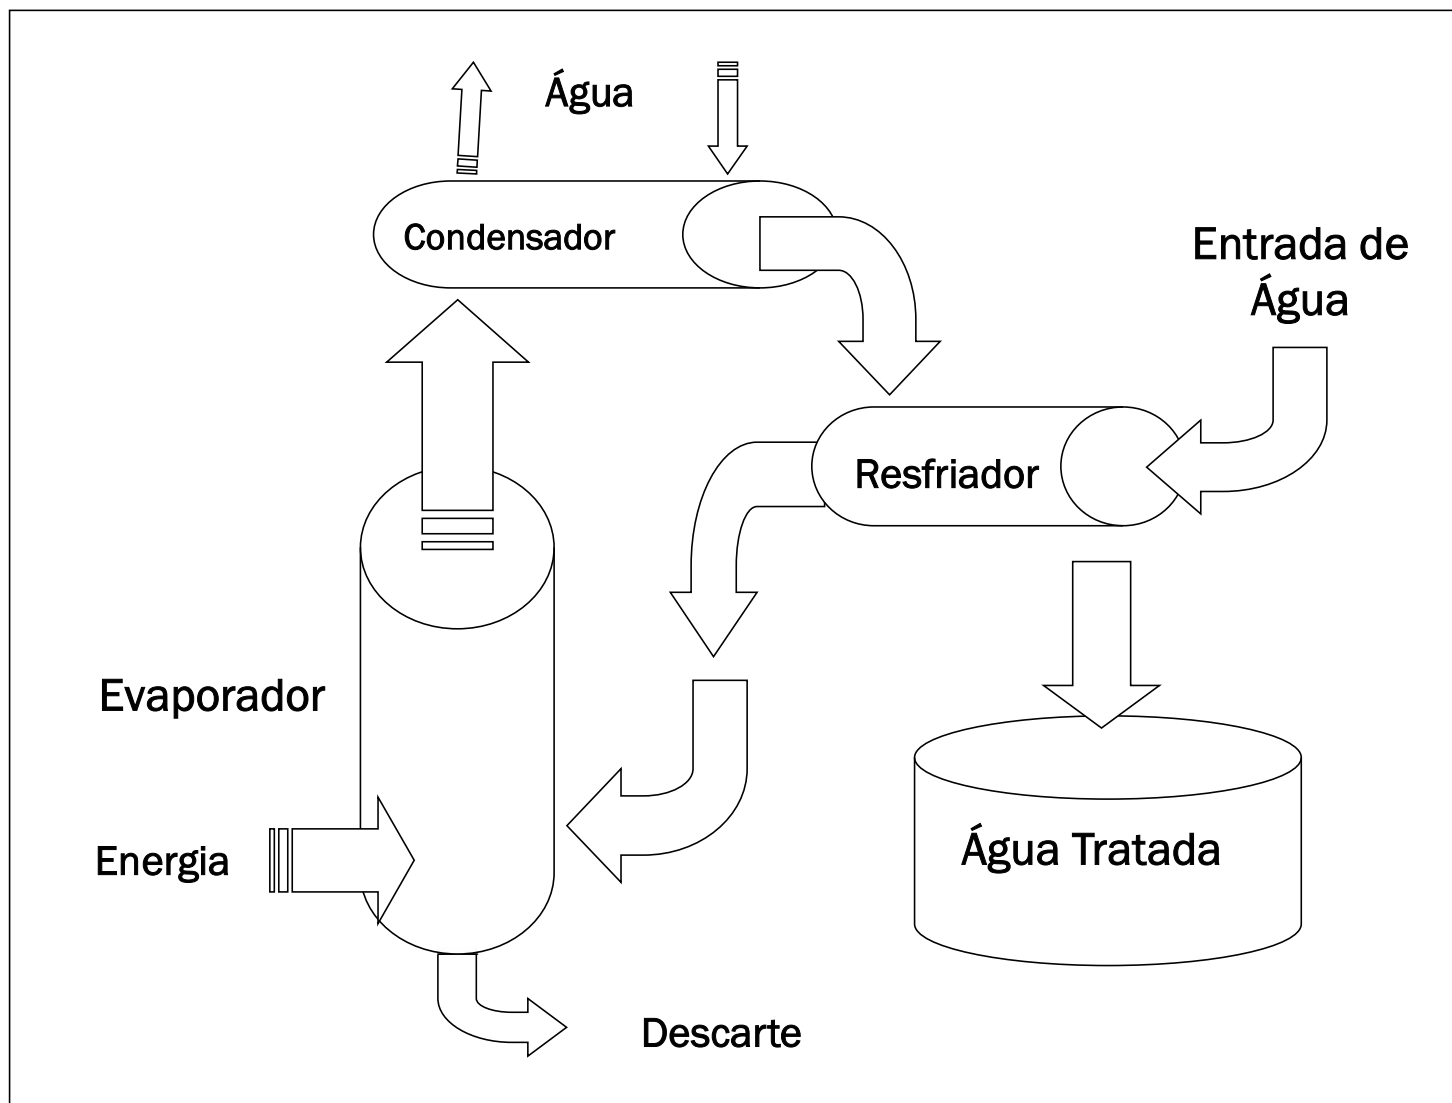 Água
Condensador
Entrada de
Água
Resfriador
Evaporador
Energia
Água Tratada
Descarte